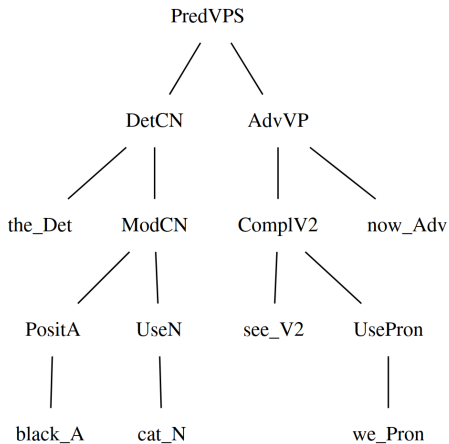 PredVPS
DetCN AdvVP
the_Det ModCN ComplV2 now_Adv
PositA UseN see_V2 UsePron
black_A cat_N we_Pron